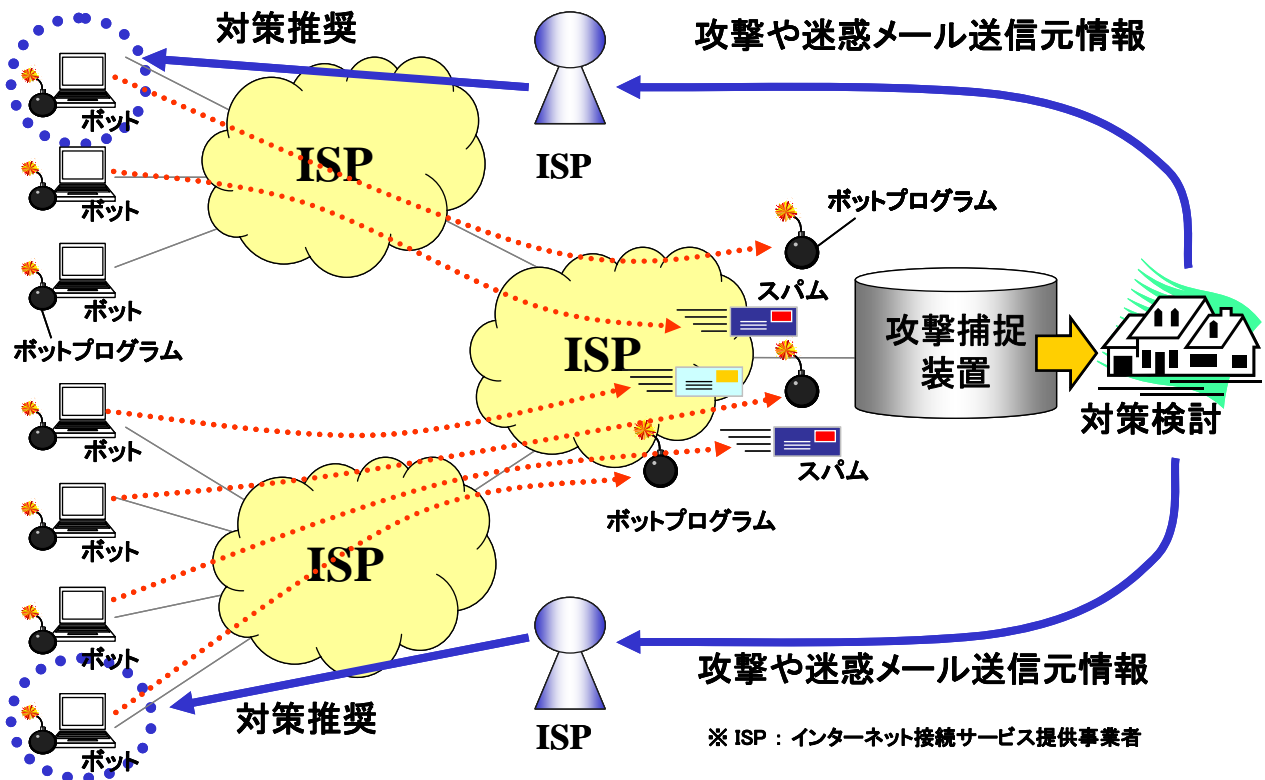 対策推奨
攻撃や迷惑メール送信元情報
ボット
ISP
ISP
ボット
ボットプログラム
ボット
スパム
ボットプログラム
ISP
攻撃捕捉
装置
対策検討
ボット
スパム
ボットプログラム
ボット
ISP
ボット
攻撃や迷惑メール送信元情報
対策推奨
ISP
ボット
※ ISP : インターネット接続サービス提供事業者